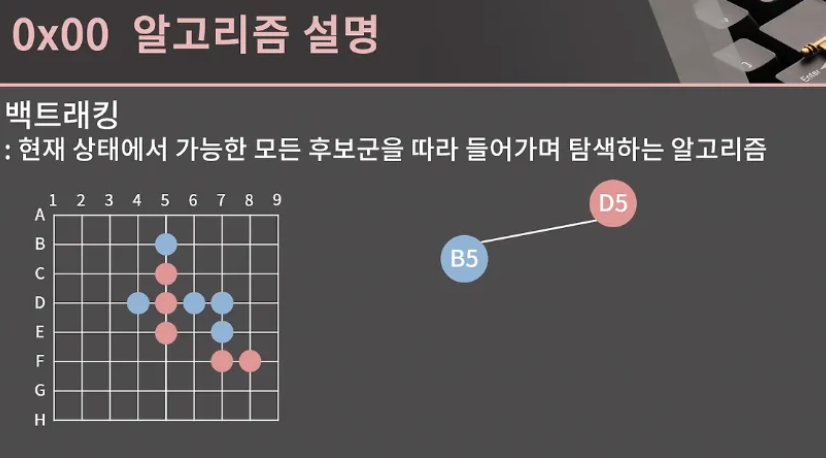 0x00 알고리즘 설명
백트래킹
: 현재 상태에서 가능한 모든 후보군을 따라 들어가며 탐색하는 알고리즘
1 2 3 4 5 6 7 8 9
A
B
C
D
E
F
G
H
D5
B5
Enter